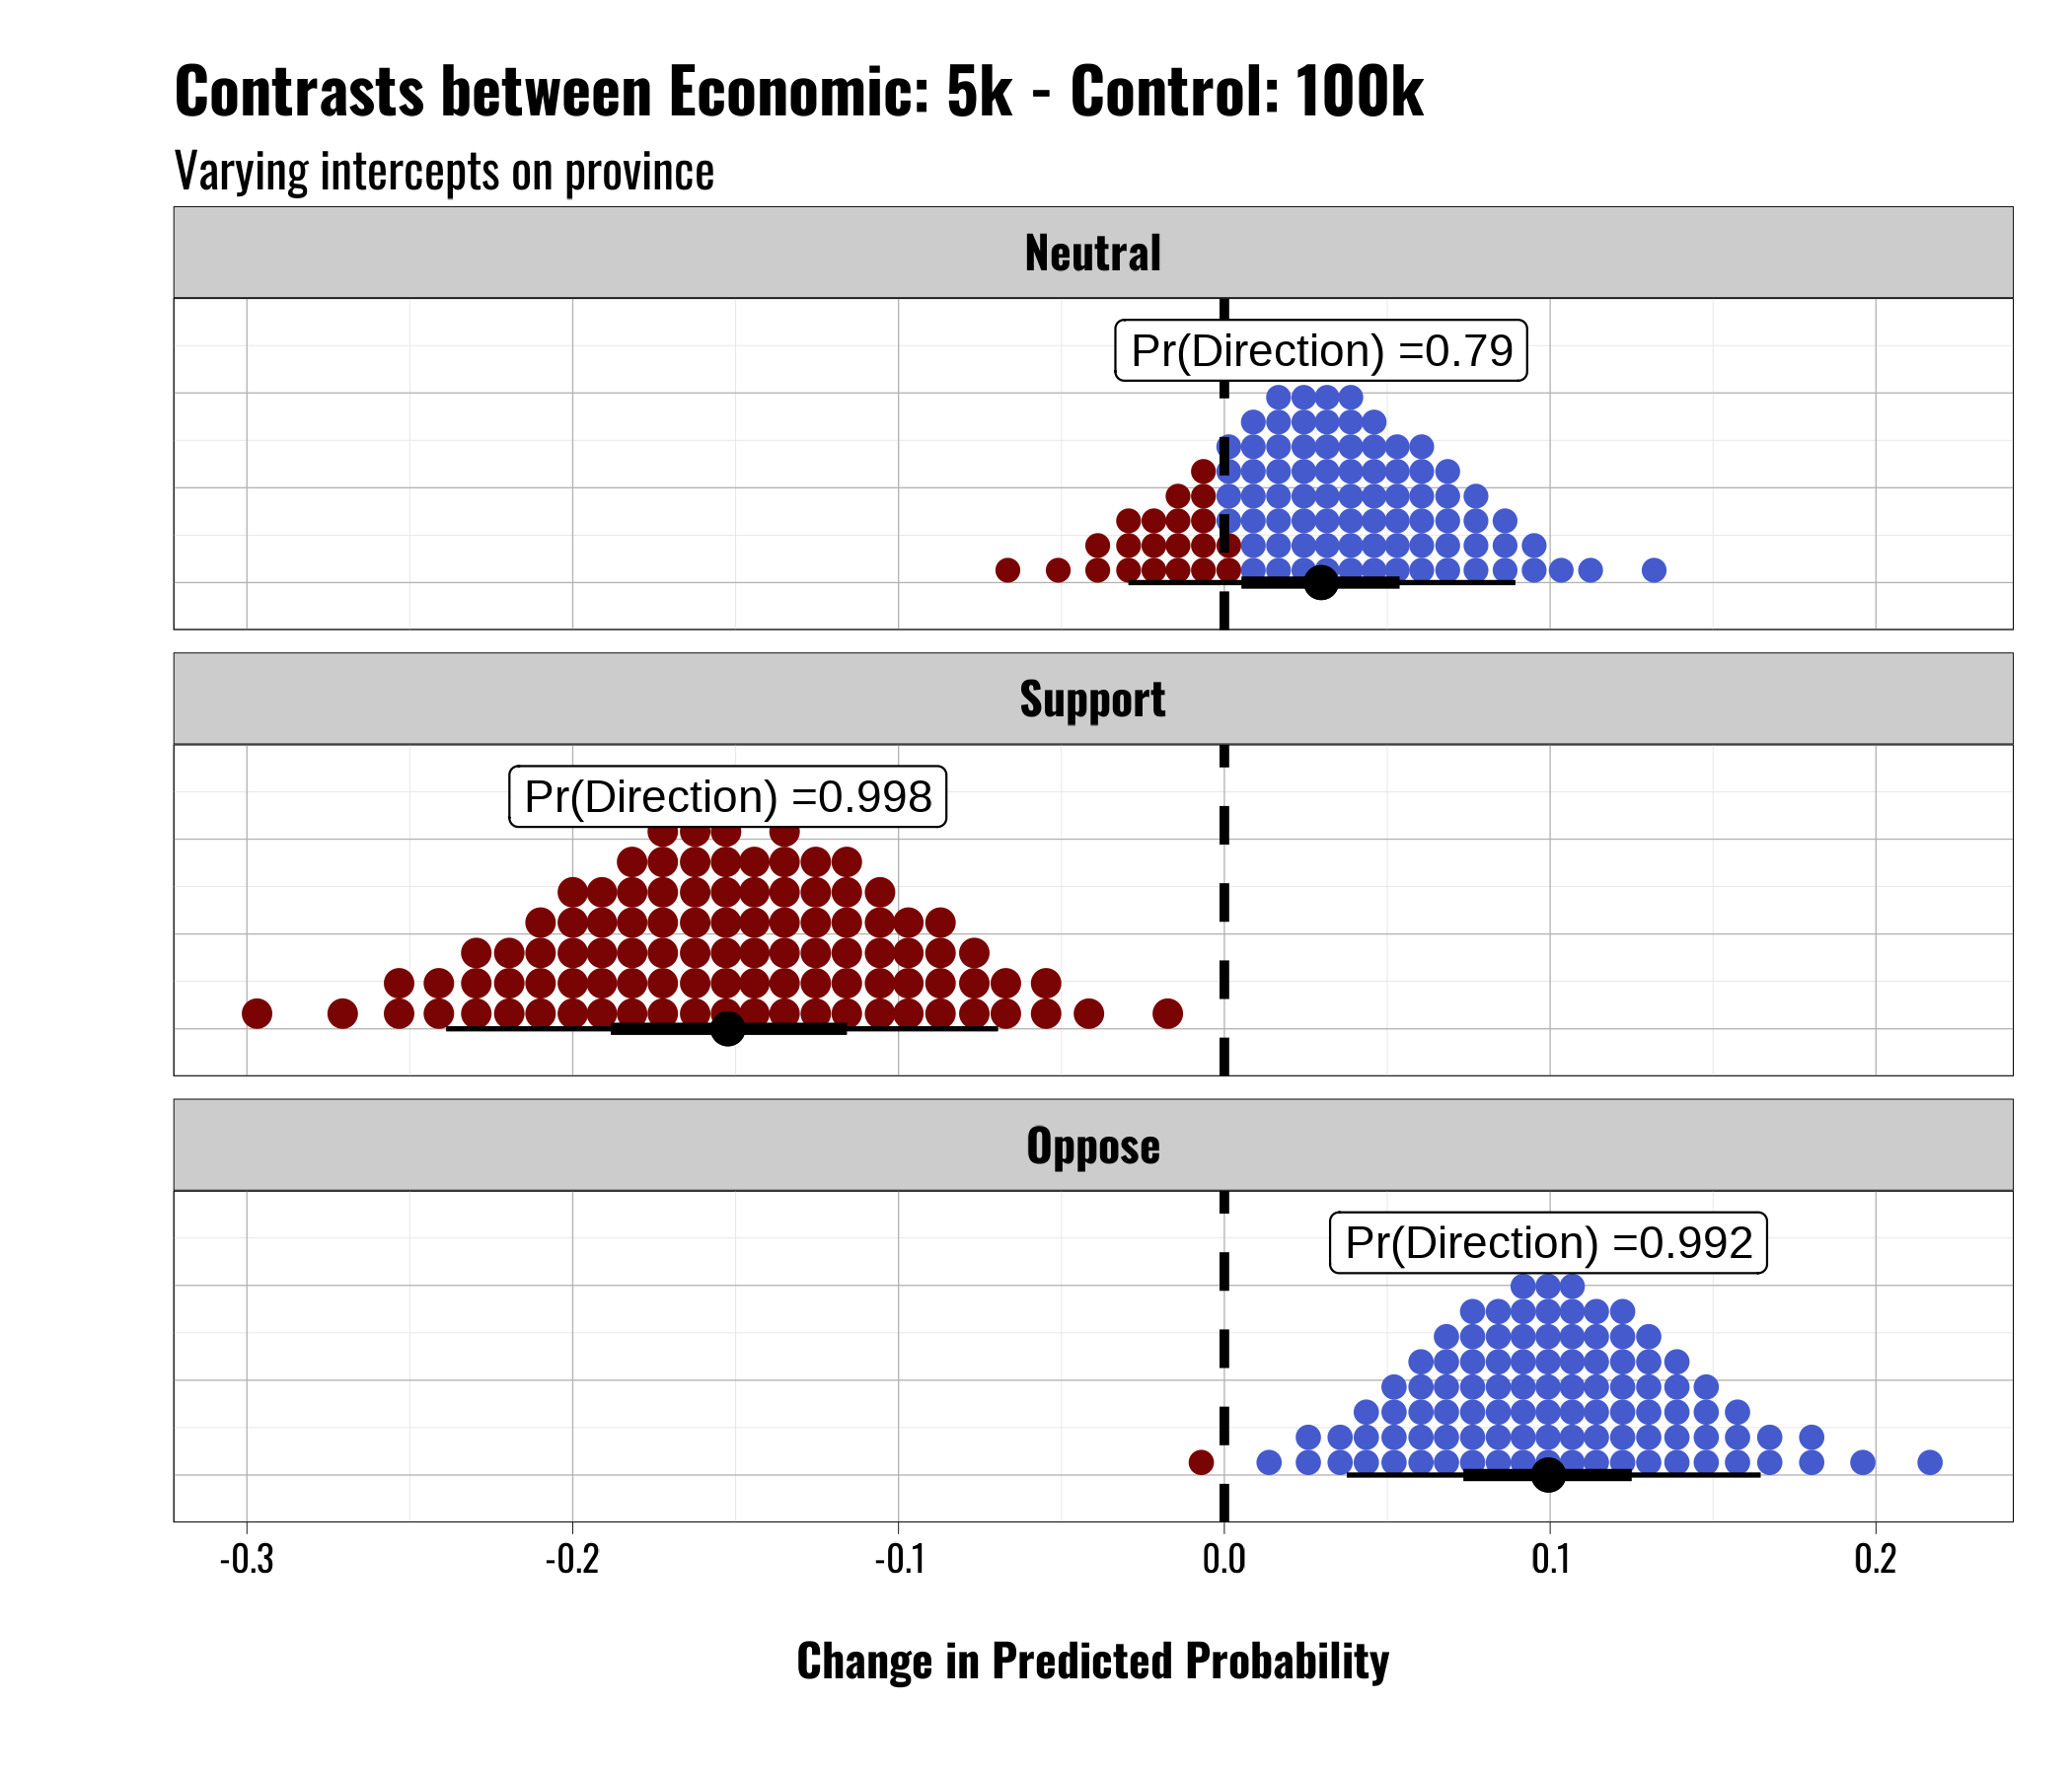 Contrasts between Economic: 5k - Control: 100k
Varying intercepts on province
Neutral
Pr(Direction) =0.79
Support
Pr(Direction) =0.998
Oppose
Pr(Direction) =0.992
-0.3 -0.2 -0.1 0.0 0.1 0.2
Change in Predicted Probability